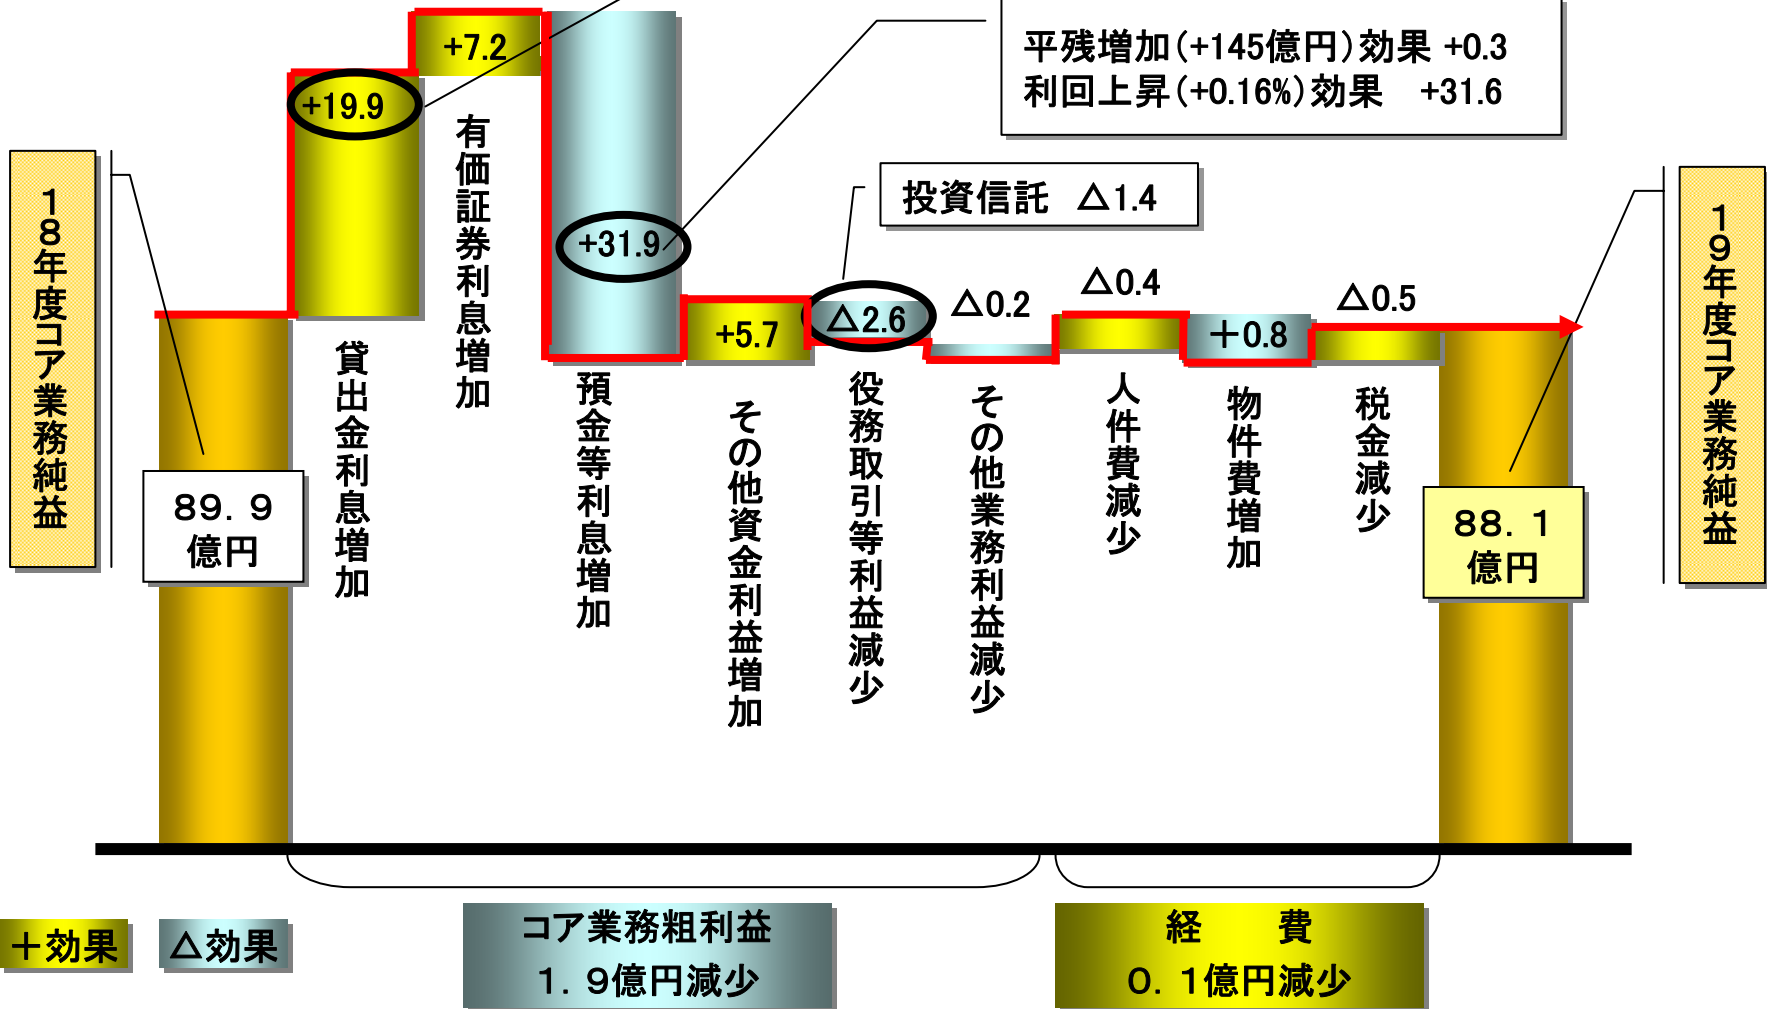 +7.2
+19.9
平残増加(+145億円)効果 +0.3
利回上昇(+0.16%)効果 +31.6
投資信託 △1.4
18年度コア業務純益
89.9
億円
貸出金利息増加
有価証券利息増加
+31.9
預金等利息増加
+5.7
その他資金利益増加
△2.6
役務取引等利益減少
△0.2
その他業務利益減少
△0.4
人件費減少
+0.8
物件費増加
△0.5
税金減少
88.1
億円
19年度コア業務純益
+効果
△効果
コア業務粗利益
1.9億円減少
経 費
0.1億円減少